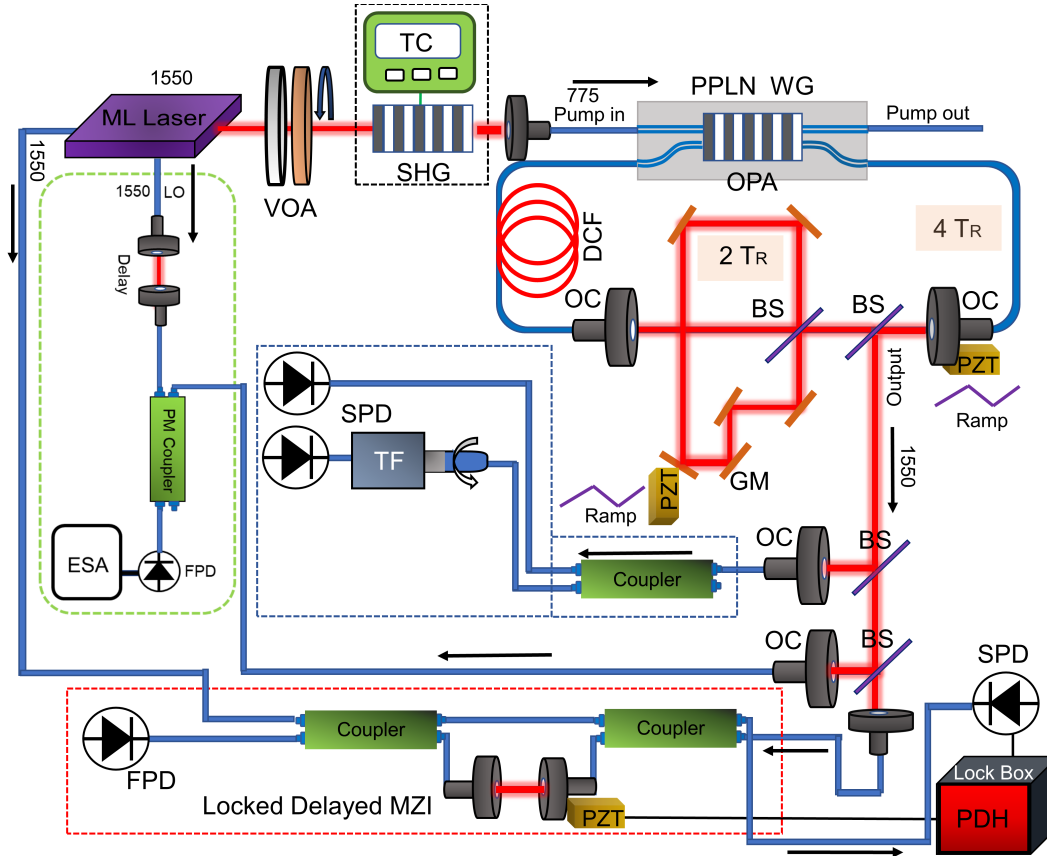 1550
ML Laser
TC
VOA
SHG
775
Pump in
PPLN WG
OPA
Pump out
1550
1550 LO
Delay
DCF
2 TR
4 TR
OC
BS
BS
OC
PZT
Ramp
Output
1550
SPD
TF
PM Coupler
GM
PZT
Ramp
ESA
FPD
Coupler
OC
BS
OC
BS
SPD
Coupler
Coupler
FPD
Locked Delayed MZI
PZT
Lock Box
PDH